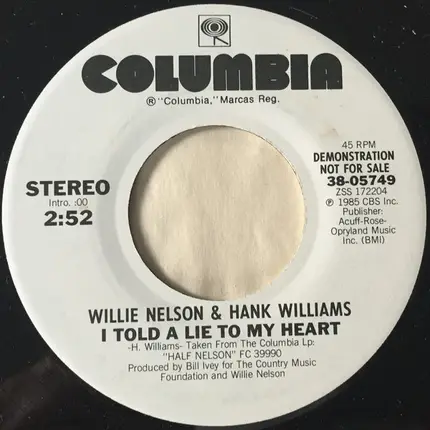 COLUMBIA
® "Columbia," Marcas Reg.
45 RPM
DEMONSTRATION
NOT FOR SALE
38-05749
ZSS 172204
℗ 1985 CBS Inc.
Publisher:
Acuff-Rose-
Opryland Music
Inc. (BMI)
STEREO
Intro. :00
2:52
WILLIE NELSON & HANK WILLIAMS
I TOLD A LIE TO MY HEART
-H. Williams- Taken From The Columbia Lp:
"HALF NELSON" FC 39990
Produced by Bill Ivey for The Country Music
Foundation and Willie Nelson